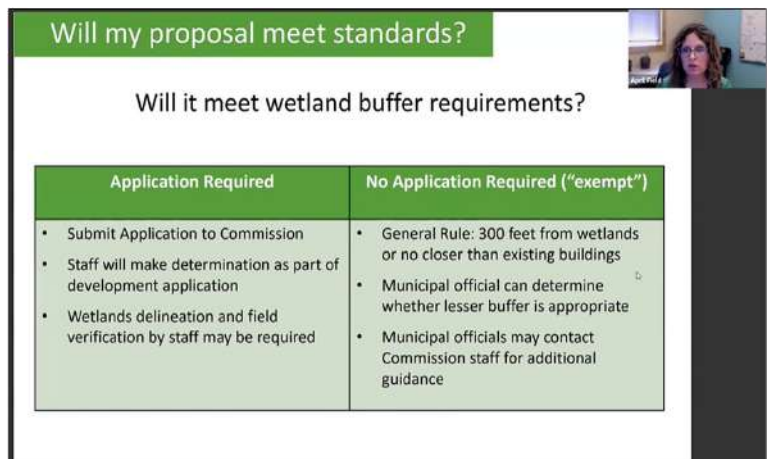 Will my proposal meet standards?
April Field
Will it meet wetland buffer requirements?
Application Required
• Submit Application to Commission
• Staff will make determination as part of
development application
• Wetlands delineation and field
verification by staff may be required
No Application Required (“exempt”)
• General Rule: 300 feet from wetlands
or no closer than existing buildings
• Municipal official can determine
whether lesser buffer is appropriate
• Municipal officials may contact
Commission staff for additional
guidance